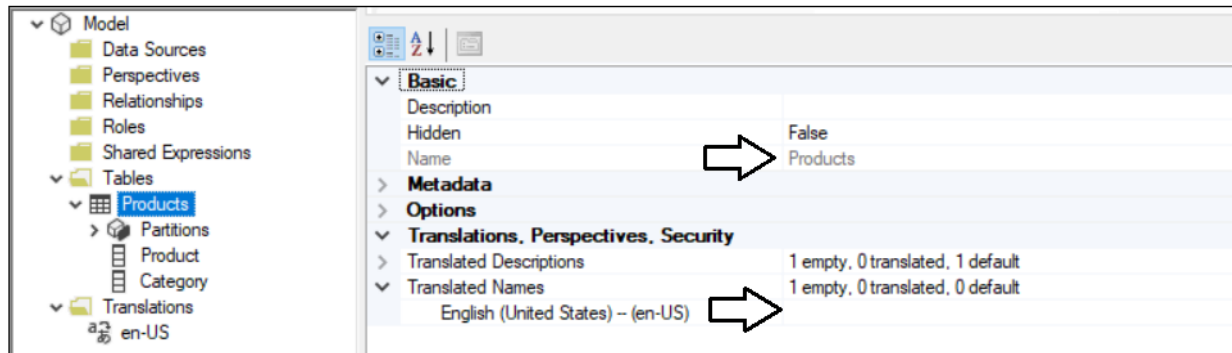 Model
Data Sources
Perspectives
Relationships
Roles
Shared Expressions
Tables
Products
Partitions
Product
Category
Translations
en-US
Basic
Description
Hidden False
Name Products
Metadata
Options
Translations, Perspectives, Security
Translated Descriptions 1 empty, 0 translated, 1 default
Translated Names 1 empty, 0 translated, 0 default
English (United States) -- (en-US)